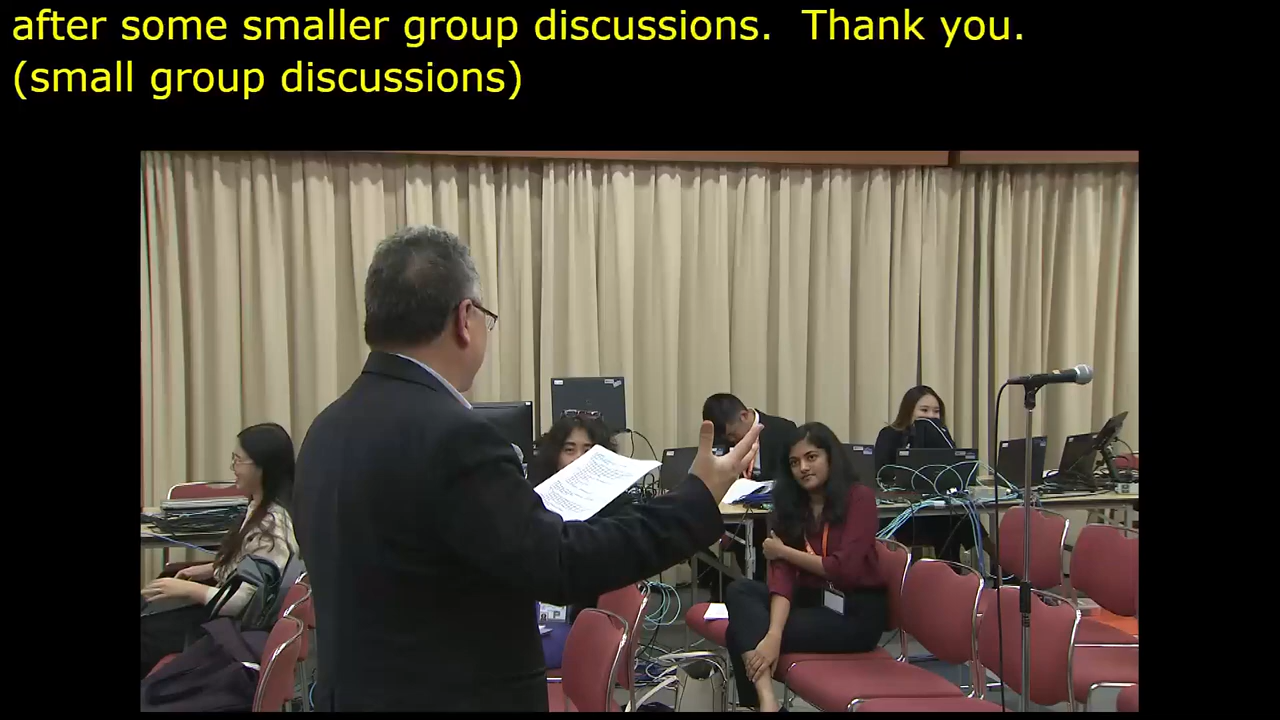 after some smaller group discussions.  Thank you.
(small group discussions)